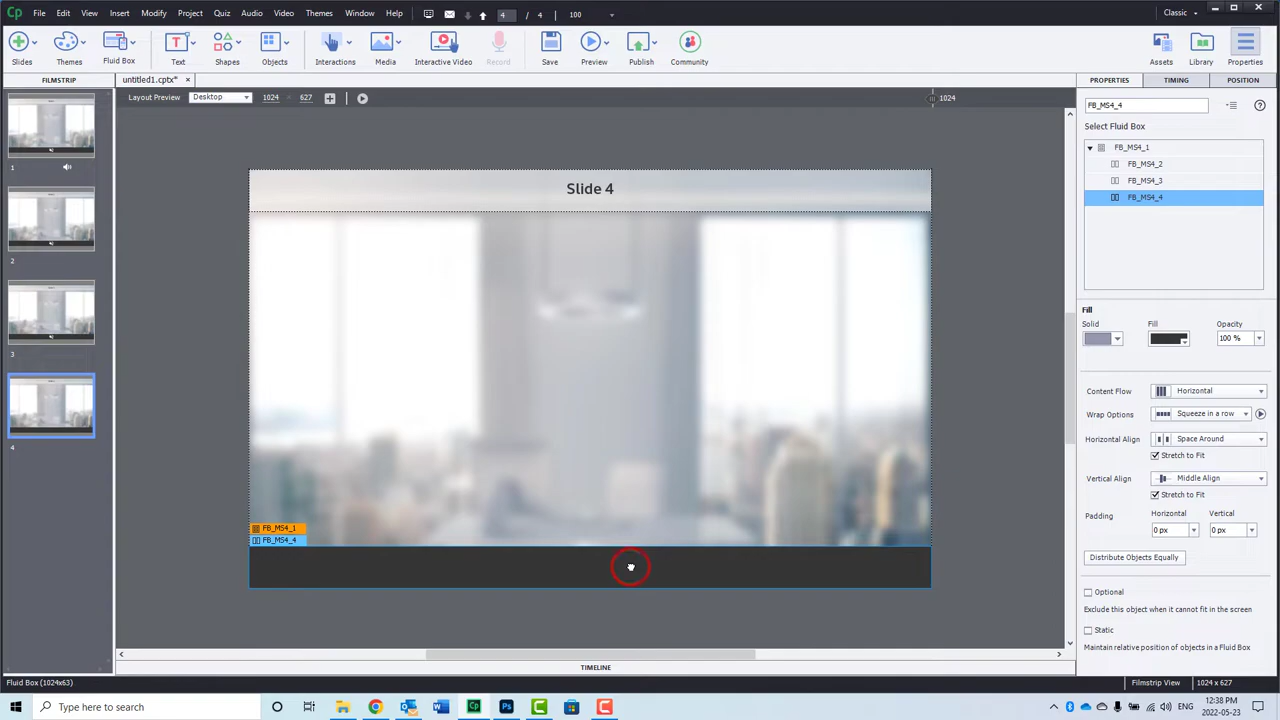 Cp File Edit View Insert Modify Project Quiz Audio Video Themes Window Help 4 / 4 100 Classic
Slides Themes Fluid Box Text Shapes Objects Interactions Media Interactive Video Record Save Preview Publish Community Assets Library Properties
FILMSTRIP untitled1.cptx* × PROPERTIES TIMING POSITION
Layout Preview Desktop 1024 627 1024
FB_MS4_4
Select Fluid Box
FB_MS4_1
FB_MS4_2
FB_MS4_3
FB_MS4_4
1
2
3
4
Slide 4
FB_MS4_1
FB_MS4_4
Fill
Solid Fill Opacity
100 %
Content Flow Horizontal
Wrap Options Squeeze in a row
Horizontal Align Space Around
Stretch to Fit
Vertical Align Middle Align
Stretch to Fit
Padding Horizontal Vertical
0 px 0 px
Distribute Objects Equally
Optional
Exclude this object when it cannot fit in the screen
Static
Maintain relative position of objects in a Fluid Box
TIMELINE
Fluid Box (1024x63) Filmstrip View 1024 x 627
Type here to search Cp Ps ENG 12:38 PM
2022-05-23